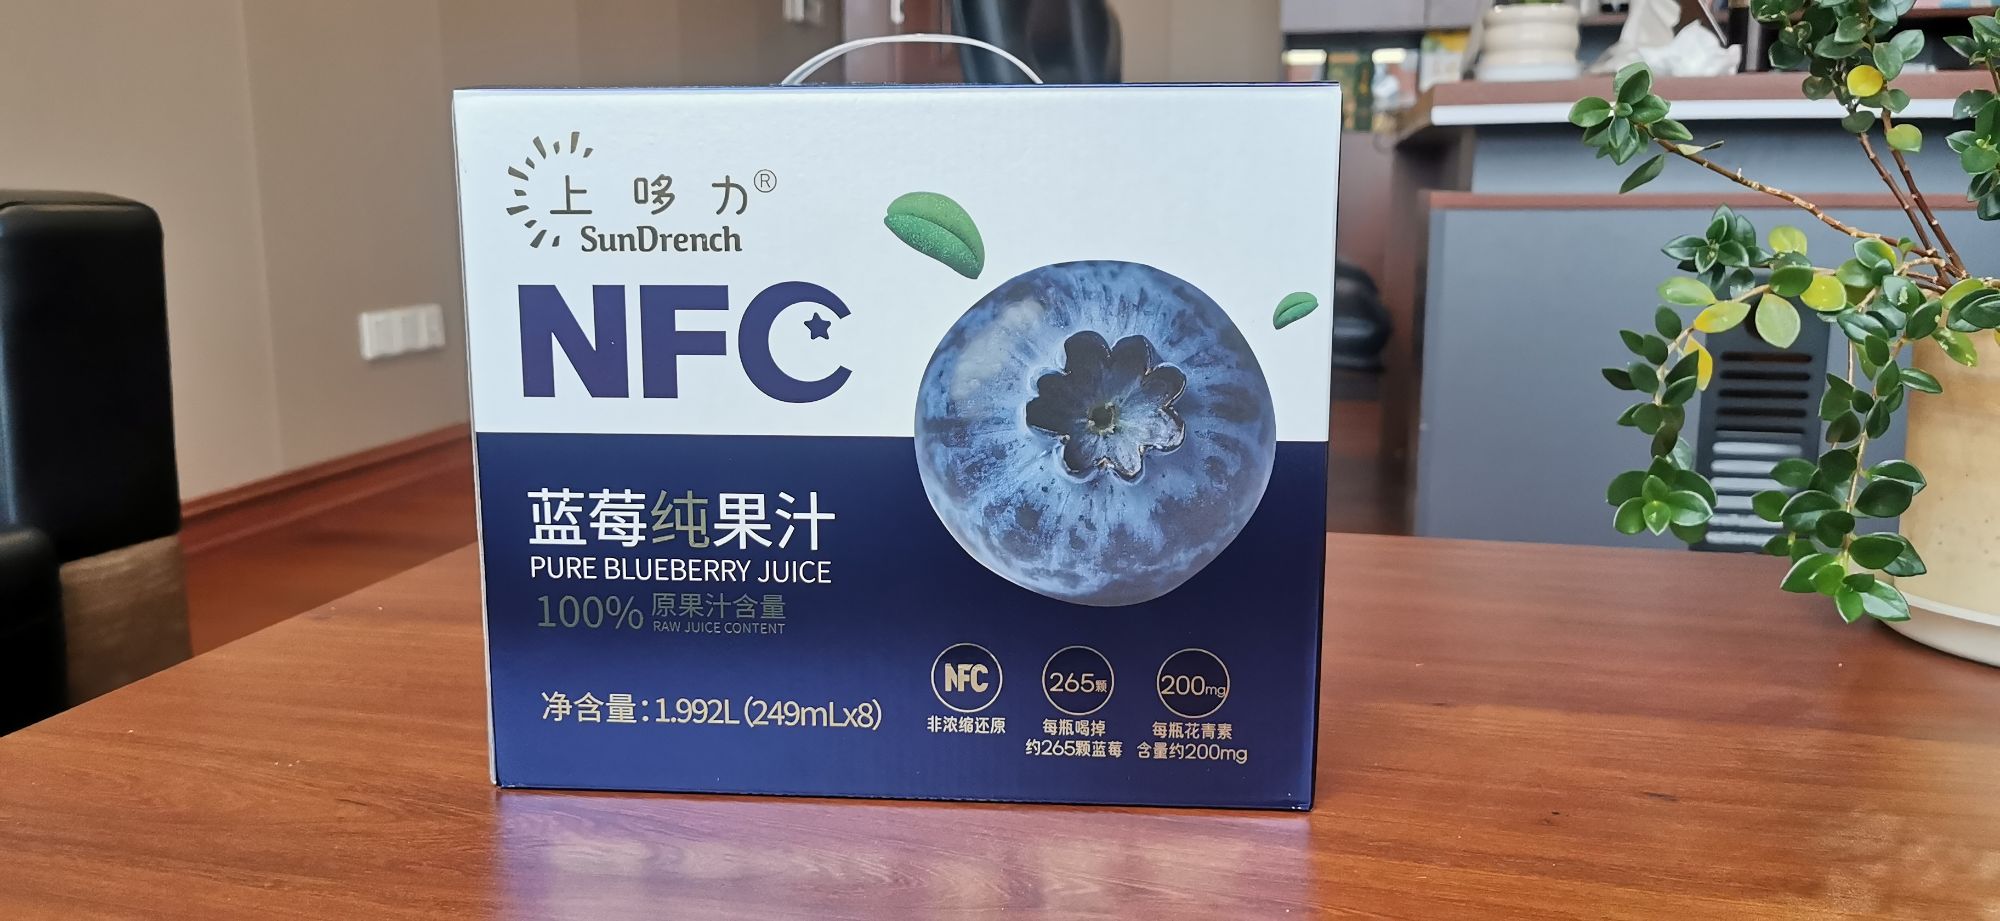 上哆力®
SunDrench
NFC
蓝莓纯果汁
PURE BLUEBERRY JUICE
100% 原果汁含量
RAW JUICE CONTENT
净含量：1.992L（249mLx8）
NFC
非浓缩还原
265颗
每瓶喝掉
约265颗蓝莓
200mg
每瓶花青素
含量约200mg